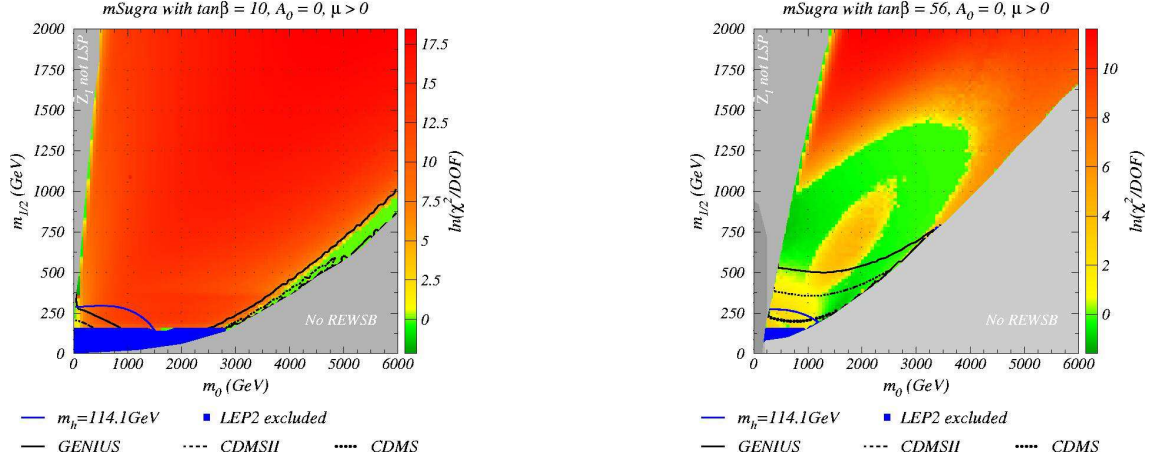 mSugra with tanβ = 10, A₀ = 0, μ > 0
2000
1750
1500
1250
1000
750
500
250
0
m₁/₂ (GeV)
Z̃₁ not LSP
No REWSB
0 1000 2000 3000 4000 5000 6000
m₀ (GeV)
17.5
15
12.5
10
7.5
5
2.5
0
ln(χ²/DOF)
m_h=114.1GeV
LEP2 excluded
GENIUS
CDMSII
CDMS
mSugra with tanβ = 56, A₀ = 0, μ > 0
2000
1750
1500
1250
1000
750
500
250
0
m₁/₂ (GeV)
Z̃₁ not LSP
No REWSB
0 1000 2000 3000 4000 5000 6000
m₀ (GeV)
10
8
6
4
2
0
ln(χ²/DOF)
m_h=114.1GeV
LEP2 excluded
GENIUS
CDMSII
CDMS